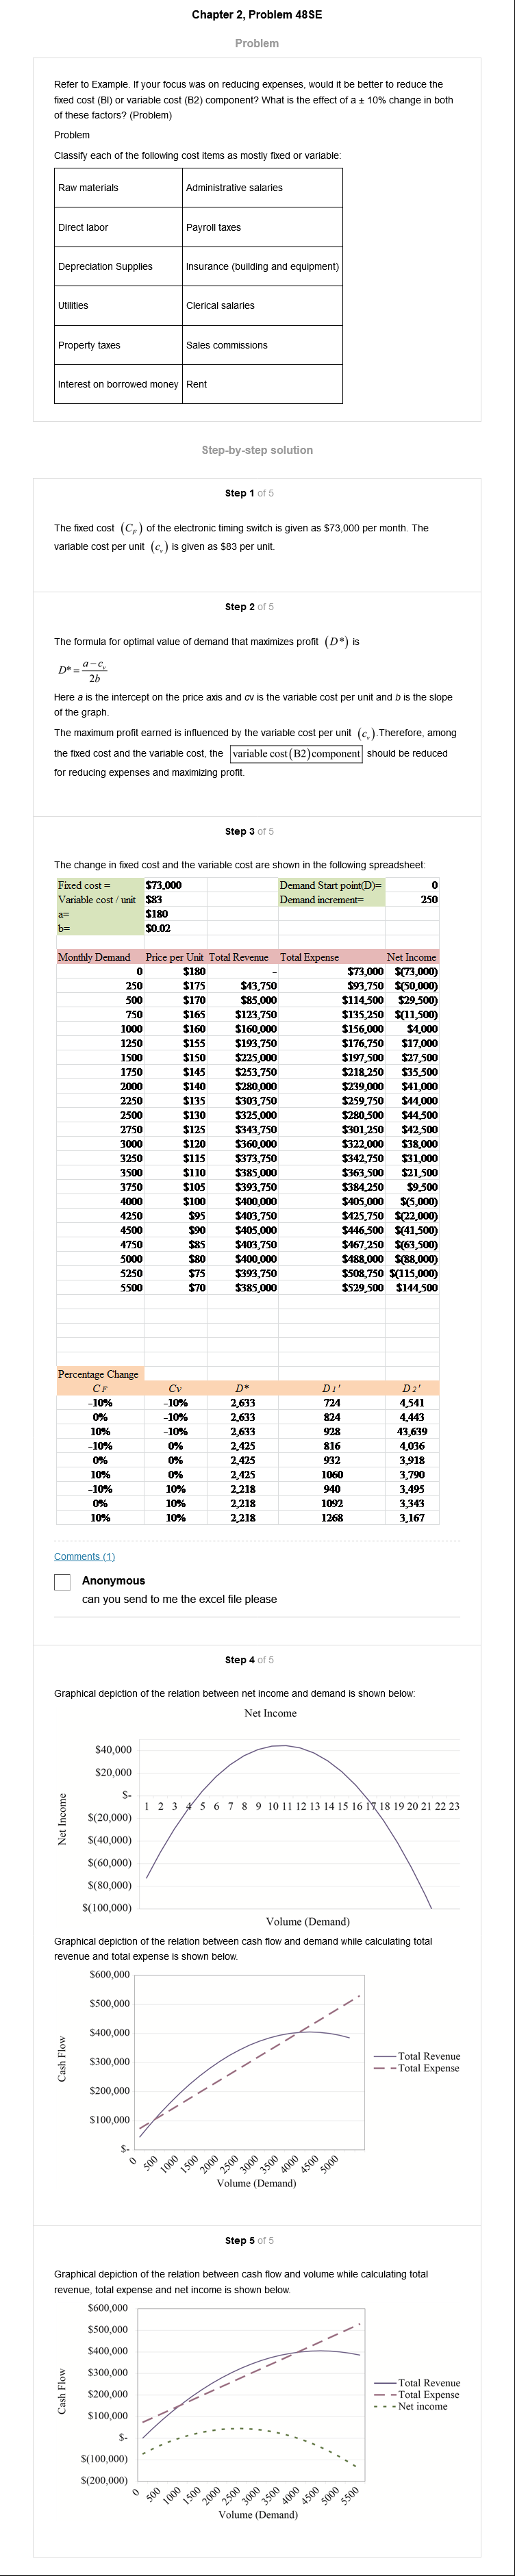 Chapter 2, Problem 48SE
Problem
Refer to Example. If your focus was on reducing expenses, would it be better to reduce the
fixed cost (BI) or variable cost (B2) component? What is the effect of a ± 10% change in both
of these factors? (Problem)
Problem
Classify each of the following cost items as mostly fixed or variable:
Raw materials Administrative salaries
Direct labor Payroll taxes
Depreciation Supplies Insurance (building and equipment)
Utilities Clerical salaries
Property taxes Sales commissions
Interest on borrowed money Rent
Step-by-step solution
Step 1 of 5
The fixed cost (C_F) of the electronic timing switch is given as $73,000 per month. The
variable cost per unit (c_v) is given as $83 per unit.
Step 2 of 5
The formula for optimal value of demand that maximizes profit (D*) is
D* = (a − c_v) / 2b
Here a is the intercept on the price axis and cv is the variable cost per unit and b is the slope
of the graph.
The maximum profit earned is influenced by the variable cost per unit (c_v).Therefore, among
the fixed cost and the variable cost, the variable cost(B2)component should be reduced
for reducing expenses and maximizing profit.
Step 3 of 5
The change in fixed cost and the variable cost are shown in the following spreadsheet:
Fixed cost = $73,000 Demand Start point(D)= 0
Variable cost / unit $83 Demand increment= 250
a= $180
b= $0.02
Monthly Demand Price per Unit Total Revenue Total Expense Net Income
0 $180 - $73,000 $(73,000)
250 $175 $43,750 $93,750 $(50,000)
500 $170 $85,000 $114,500 $29,500)
750 $165 $123,750 $135,250 $(11,500)
1000 $160 $160,000 $156,000 $4,000
1250 $155 $193,750 $176,750 $17,000
1500 $150 $225,000 $197,500 $27,500
1750 $145 $253,750 $218,250 $35,500
2000 $140 $280,000 $239,000 $41,000
2250 $135 $303,750 $259,750 $44,000
2500 $130 $325,000 $280,500 $44,500
2750 $125 $343,750 $301,250 $42,500
3000 $120 $360,000 $322,000 $38,000
3250 $115 $373,750 $342,750 $31,000
3500 $110 $385,000 $363,500 $21,500
3750 $105 $393,750 $384,250 $9,500
4000 $100 $400,000 $405,000 $(5,000)
4250 $95 $403,750 $425,750 $(22,000)
4500 $90 $405,000 $446,500 $(41,500)
4750 $85 $403,750 $467,250 $(63,500)
5000 $80 $400,000 $488,000 $(88,000)
5250 $75 $393,750 $508,750 $(115,000)
5500 $70 $385,000 $529,500 $144,500
Percentage Change
CF Cv D* D1' D2'
-10% -10% 2,633 724 4,541
0% -10% 2,633 824 4,443
10% -10% 2,633 928 43,639
-10% 0% 2,425 816 4,036
0% 0% 2,425 932 3,918
10% 0% 2,425 1060 3,790
-10% 10% 2,218 940 3,495
0% 10% 2,218 1092 3,343
10% 10% 2,218 1268 3,167
Comments (1)
Anonymous
can you send to me the excel file please
Step 4 of 5
Graphical depiction of the relation between net income and demand is shown below:
Net Income
$40,000
$20,000
$-
1 2 3 4 5 6 7 8 9 10 11 12 13 14 15 16 17 18 19 20 21 22 23
$(20,000)
$(40,000)
$(60,000)
$(80,000)
$(100,000)
Net Income
Volume (Demand)
Graphical depiction of the relation between cash flow and demand while calculating total
revenue and total expense is shown below.
$600,000
$500,000
$400,000
$300,000
$200,000
$100,000
$-
Cash Flow
Total Revenue
Total Expense
0 500 1000 1500 2000 2500 3000 3500 4000 4500 5000
Volume (Demand)
Step 5 of 5
Graphical depiction of the relation between cash flow and volume while calculating total
revenue, total expense and net income is shown below.
$600,000
$500,000
$400,000
$300,000
$200,000
$100,000
$-
$(100,000)
$(200,000)
Cash Flow
Total Revenue
Total Expense
Net income
0 500 1000 1500 2000 2500 3000 3500 4000 4500 5000 5500
Volume (Demand)